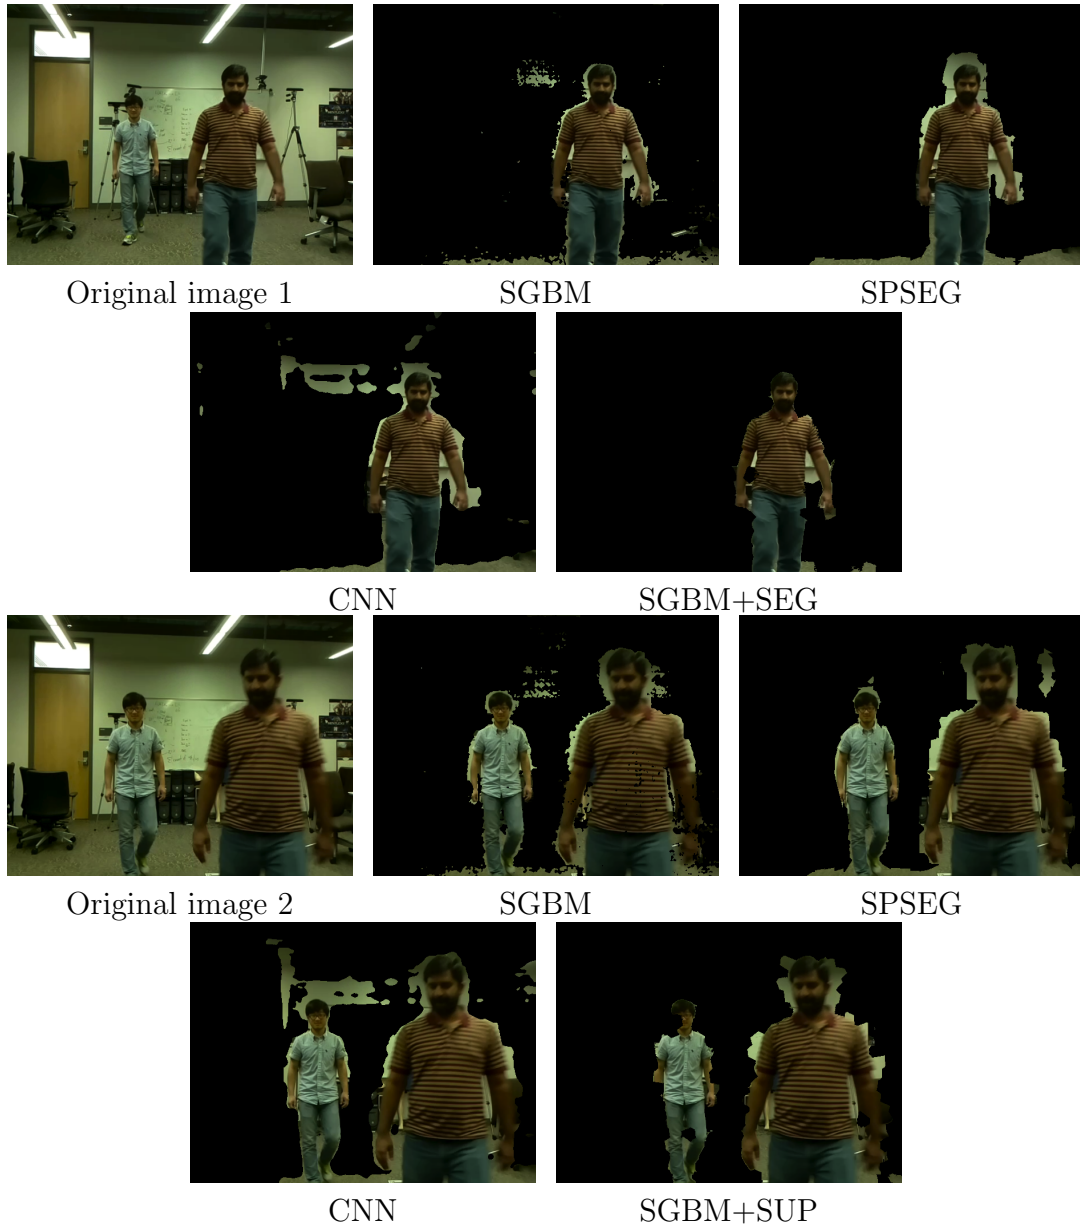 Original image 1 SGBM SPSEG
CNN SGBM+SEG
Original image 2 SGBM SPSEG
CNN SGBM+SUP